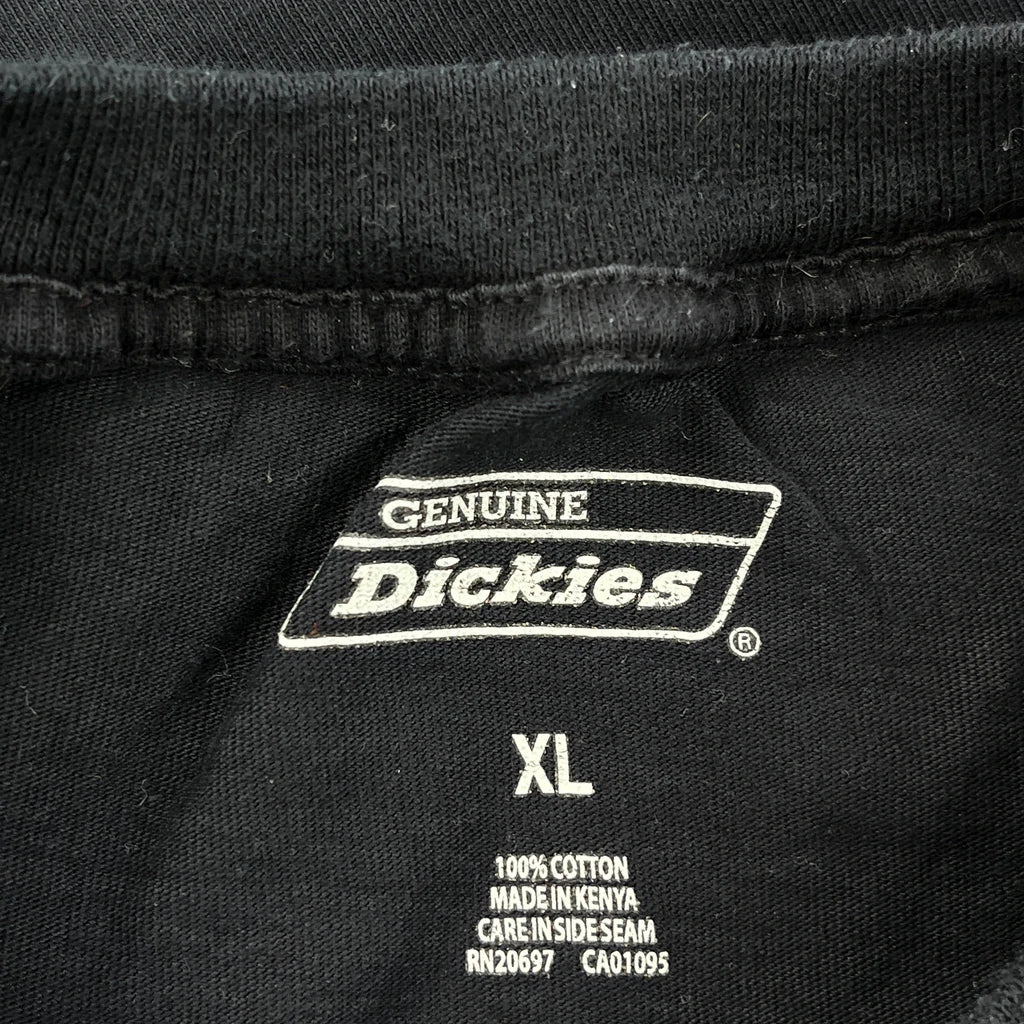 GENUINE
Dickies
®
XL
100% COTTON
MADE IN KENYA
CARE IN SIDE SEAM
RN20697 CA01095